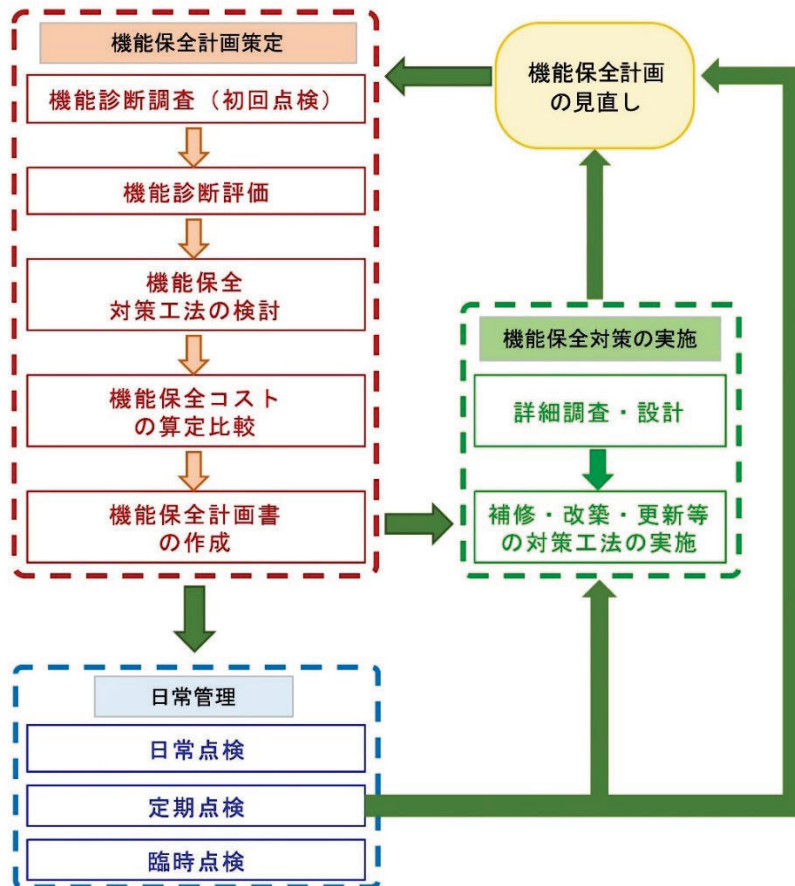 機能保全計画策定
機能診断調査（初回点検）
機能診断評価
機能保全
対策工法の検討
機能保全コスト
の算定比較
機能保全計画書
の作成
機能保全計画
の見直し
機能保全対策の実施
詳細調査・設計
補修・改築・更新等
の対策工法の実施
日常管理
日常点検
定期点検
臨時点検